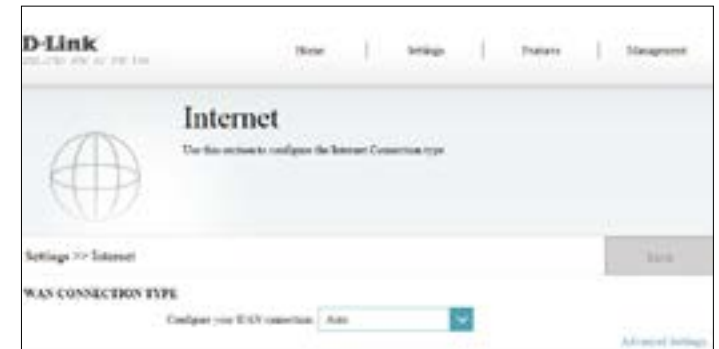 D-Link
Home | Settings | Features | Management
Internet
Use this section to configure the Internet Connection type
Settings >> Internet
Save
WAN CONNECTION TYPE
Configure your WAN connection Auto
Advanced Settings